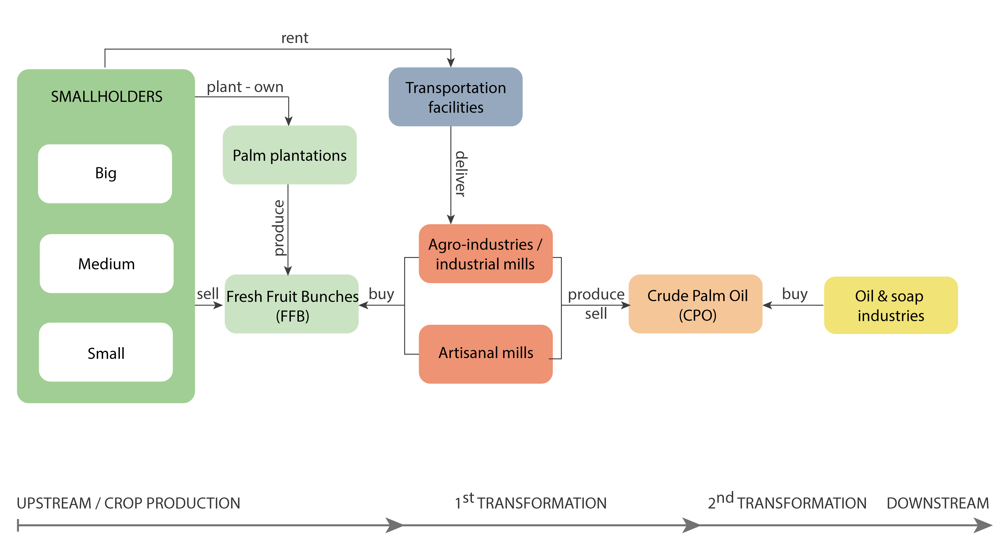 rent
SMALLHOLDERS
plant - own
Transportation
facilities
Big
Palm plantations
deliver
produce
Medium
Agro-industries /
industrial mills
sell
Fresh Fruit Bunches
(FFB)
buy
produce
sell
Crude Palm Oil
(CPO)
buy
Oil & soap
industries
Small
Artisanal mills
UPSTREAM / CROP PRODUCTION
1st TRANSFORMATION
2nd TRANSFORMATION
DOWNSTREAM